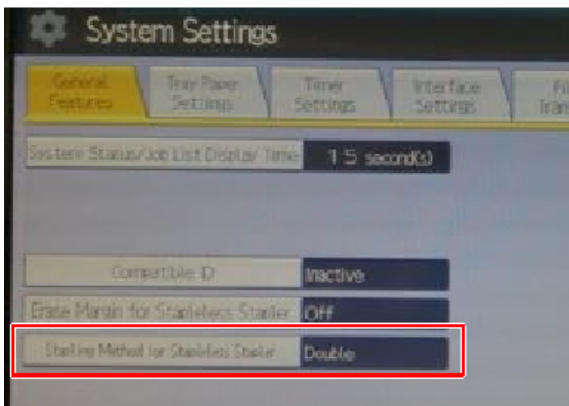 System Settings
General
Features
Tray Paper
Settings
Timer
Settings
Interface
Settings
System Status/Job List Display Time
15 second(s)
Compatible ID
Inactive
Erase Margin for Stapleless Stapler
Off
Stapling Method for Stapleless Stapler
Double